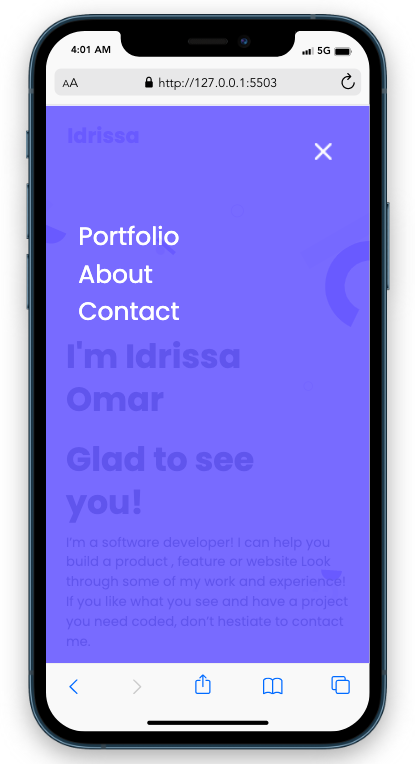 4:01 AM
5G
AA
http://127.0.0.1:5503
Idrissa
Portfolio
About
Contact
I'm Idrissa
Omar
Glad to see
you!
I'm a software developer! I can help you
build a product , feature or website Look
through some of my work and experience!
If you like what you see and have a project
you need coded, don't hestiate to contact
me.